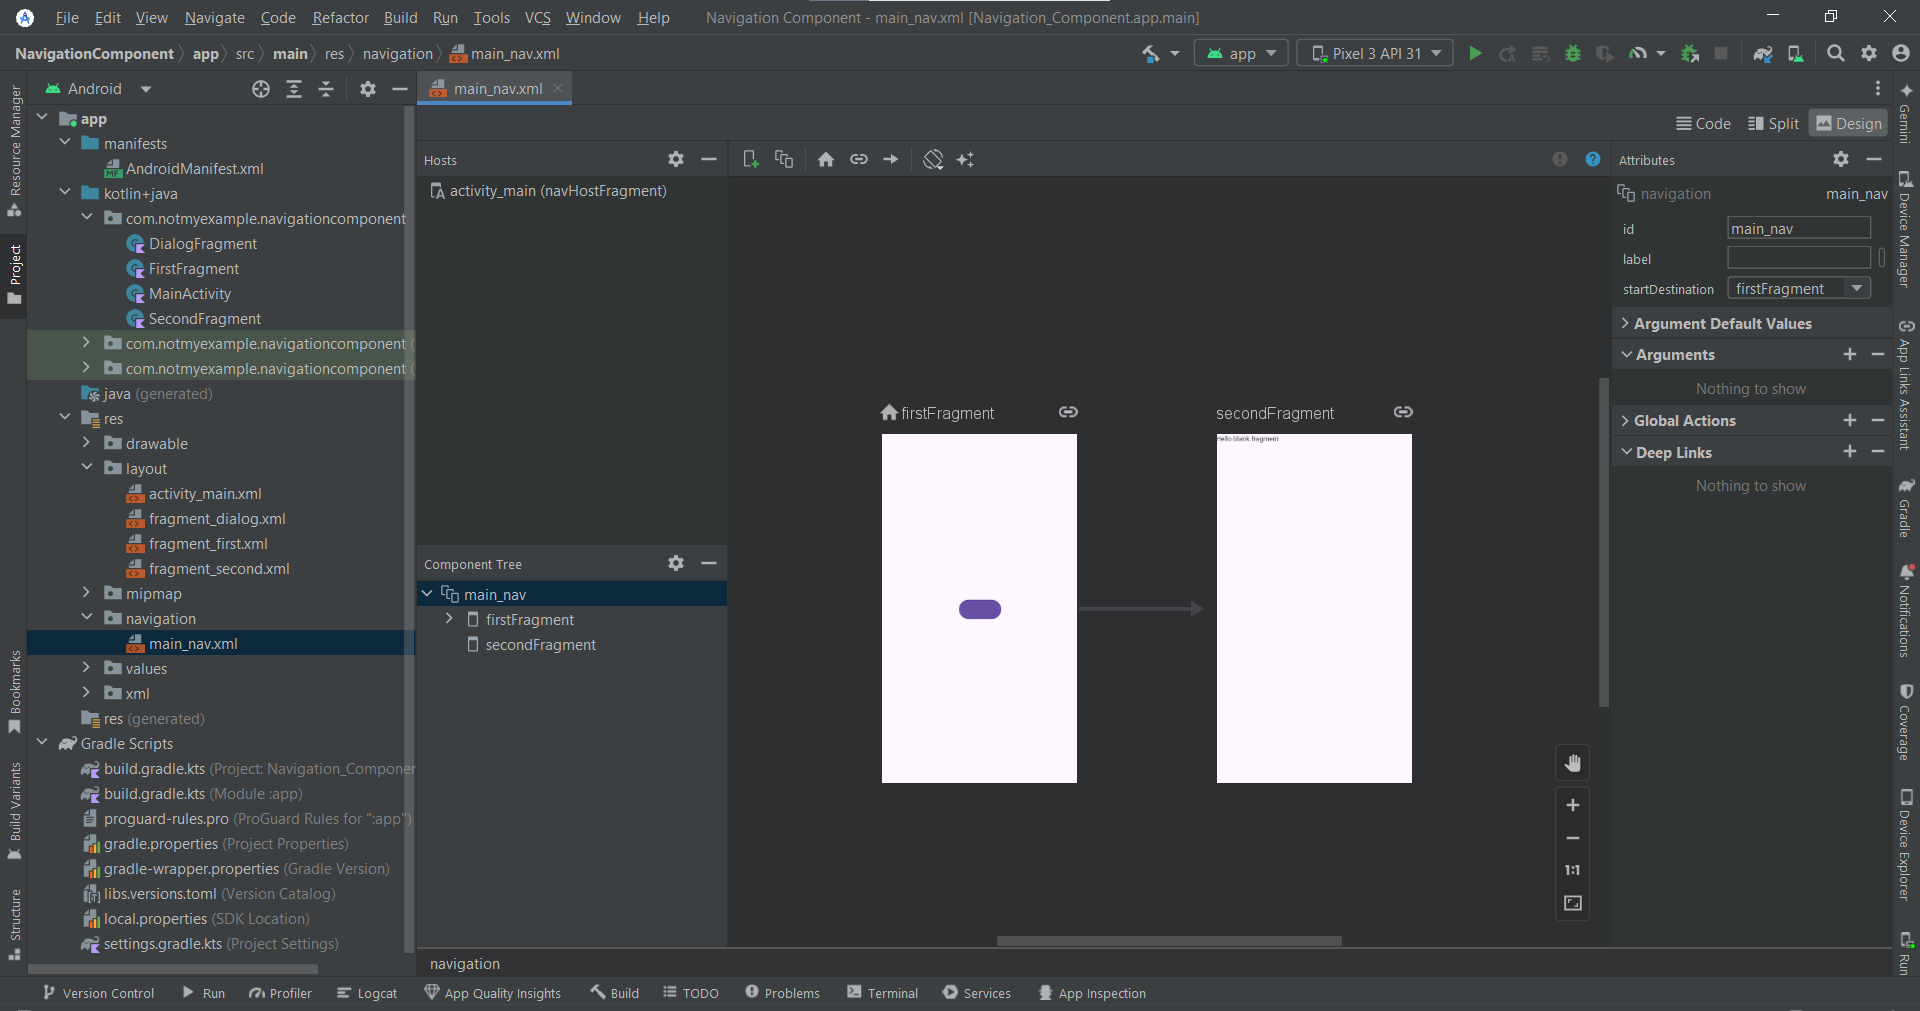 File Edit View Navigate Code Refactor Build Run Tools VCS Window Help Navigation Component - main_nav.xml [Navigation_Component.app.main]
NavigationComponent app src main res navigation main_nav.xml app Pixel 3 API 31
Android
main_nav.xml
Code Split Design
Resource Manager
Project
Bookmarks
Build Variants
Structure
app
manifests
AndroidManifest.xml
kotlin+java
com.notmyexample.navigationcomponent
DialogFragment
FirstFragment
MainActivity
SecondFragment
com.notmyexample.navigationcomponent (
com.notmyexample.navigationcomponent (
java (generated)
res
drawable
layout
activity_main.xml
fragment_dialog.xml
fragment_first.xml
fragment_second.xml
mipmap
navigation
main_nav.xml
values
xml
res (generated)
Gradle Scripts
build.gradle.kts (Project: Navigation_Componen
build.gradle.kts (Module :app)
proguard-rules.pro (ProGuard Rules for ":app")
gradle.properties (Project Properties)
gradle-wrapper.properties (Gradle Version)
libs.versions.toml (Version Catalog)
local.properties (SDK Location)
settings.gradle.kts (Project Settings)
Hosts
activity_main (navHostFragment)
Component Tree
main_nav
firstFragment
secondFragment
firstFragment
secondFragment
Hello blank fragment
1:1
Attributes
navigation main_nav
id main_nav
label
startDestination firstFragment
Argument Default Values
Arguments
Nothing to show
Global Actions
Deep Links
Nothing to show
Gemini
Device Manager
App Links Assistant
Gradle
Notifications
Coverage
Device Explorer
Run
navigation
Version Control Run Profiler Logcat App Quality Insights Build TODO Problems Terminal Services App Inspection